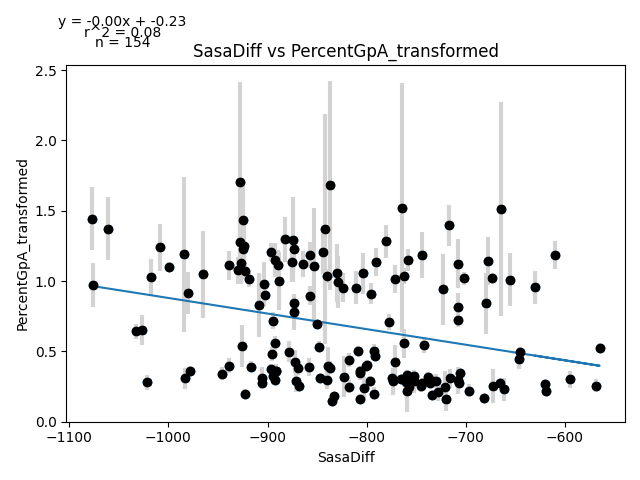 y = -0.00x + -0.23
r^2 = 0.08
n = 154
SasaDiff vs PercentGpA_transformed
PercentGpA_transformed
2.5
2.0
1.5
1.0
0.5
0.0
−1100
−1000
−900
−800
−700
−600
SasaDiff